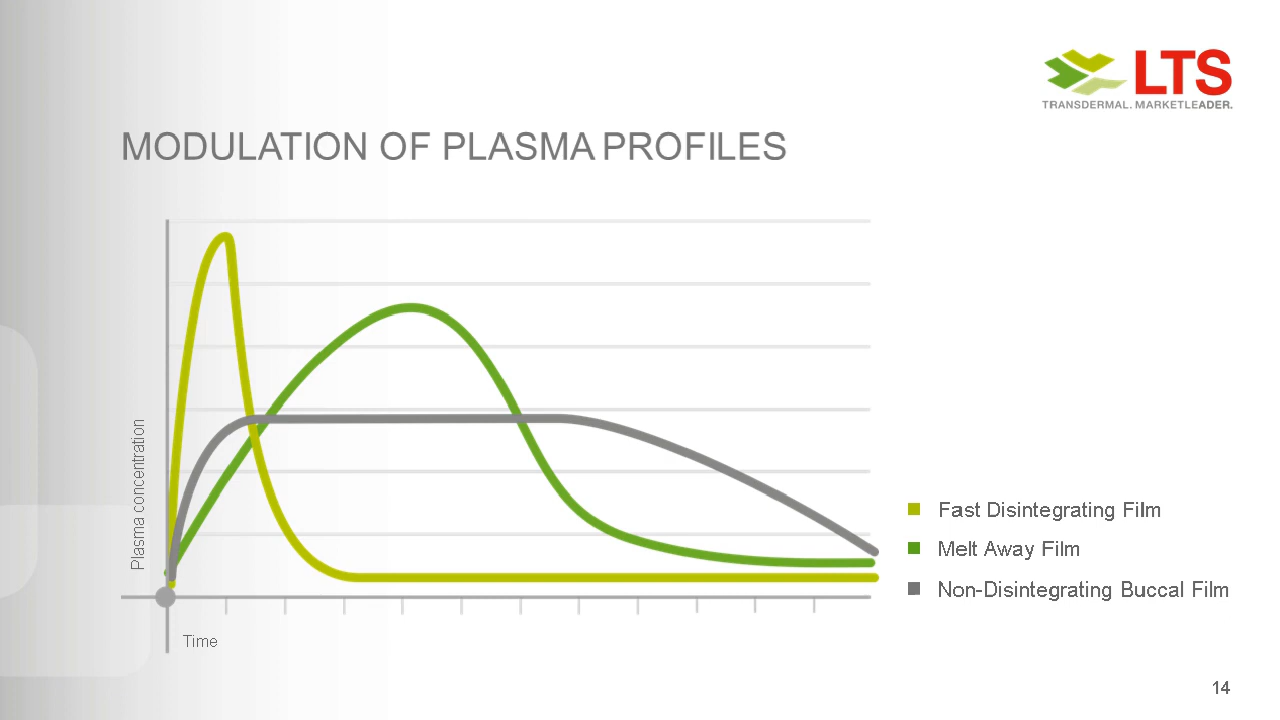 LTS
TRANSDERMAL. MARKETLEADER.
MODULATION OF PLASMA PROFILES
Plasma concentration
Time
Fast Disintegrating Film
Melt Away Film
Non-Disintegrating Buccal Film
14